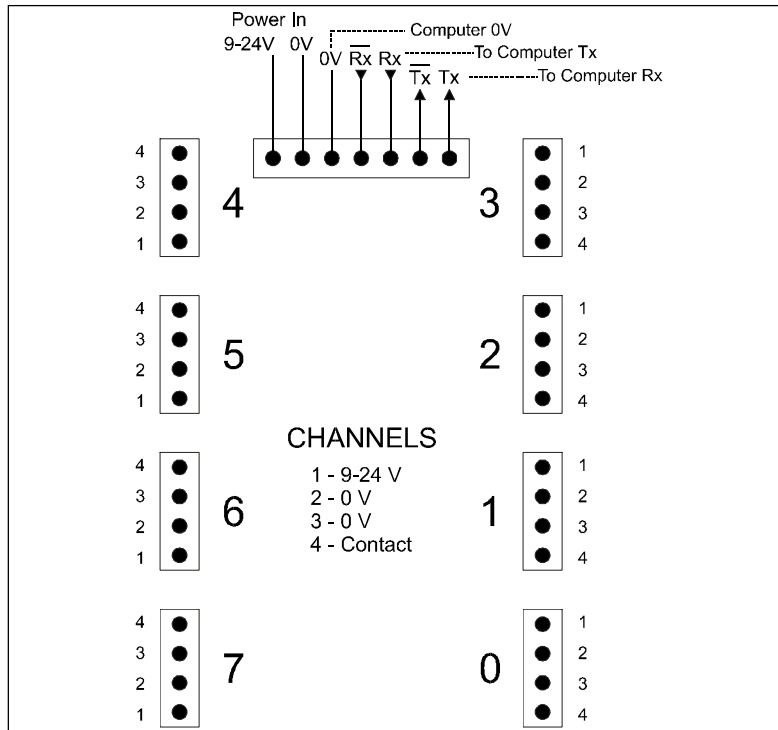 Power In
Computer 0V
9-24V 0V
0V R̅x̅ Rx To Computer Tx
T̅x̅ Tx To Computer Rx
4 1
3 2
2 4 3 3
1 4
4 1
3 2
2 5 2 3
1 4
CHANNELS
1 - 9-24 V
2 - 0 V
3 - 0 V
4 - Contact
4 1
3 2
2 6 1 3
1 4
4 1
3 2
2 7 0 3
1 4